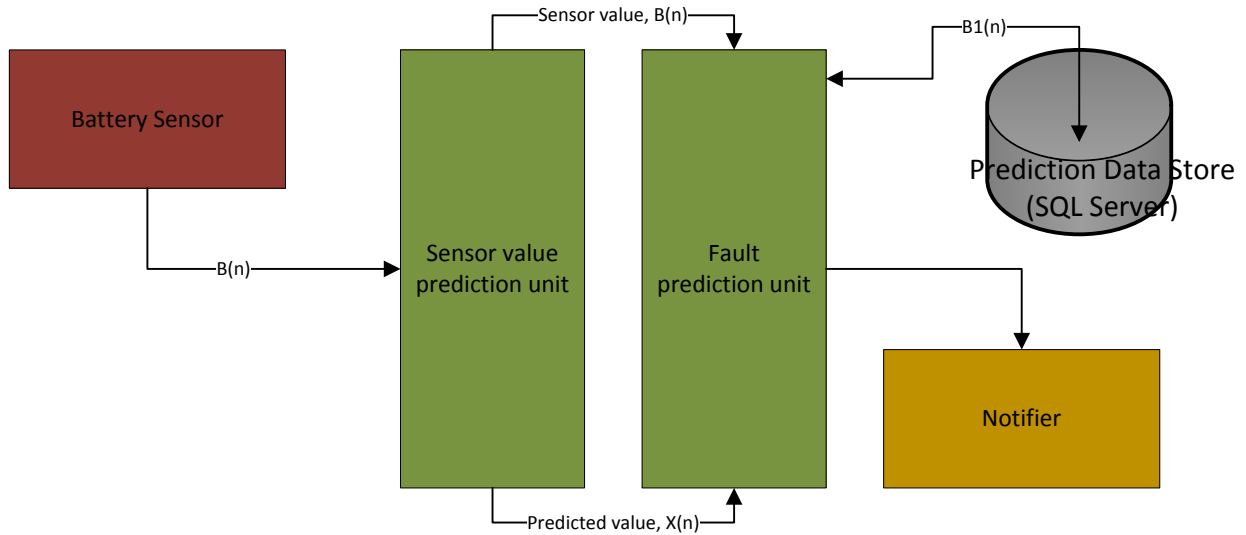 Sensor value, B(n)
B1(n)
Battery Sensor
Prediction Data Store
(SQL Server)
B(n)
Sensor value
prediction unit
Fault
prediction unit
Notifier
Predicted value, X(n)